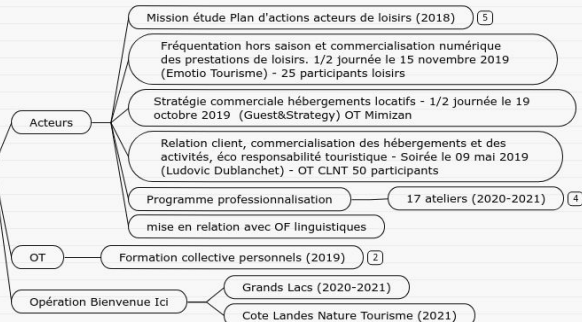 Mission étude Plan d'actions acteurs de loisirs (2018) 5
Fréquentation hors saison et commercialisation numérique
des prestations de loisirs. 1/2 journée le 15 novembre 2019
(Emotio Tourisme) - 25 participants loisirs
Acteurs
Stratégie commerciale hébergements locatifs - 1/2 journée le 19
octobre 2019 (Guest&Strategy) OT Mimizan
Relation client, commercialisation des hébergements et des
activités, éco responsabilité touristique - Soirée le 09 mai 2019
(Ludovic Dublanchet) - OT CLNT 50 participants
Programme professionnalisation 17 ateliers (2020-2021) 4
mise en relation avec OF linguistiques
OT Formation collective personnels (2019) 2
Opération Bienvenue Ici
Grands Lacs (2020-2021)
Cote Landes Nature Tourisme (2021)